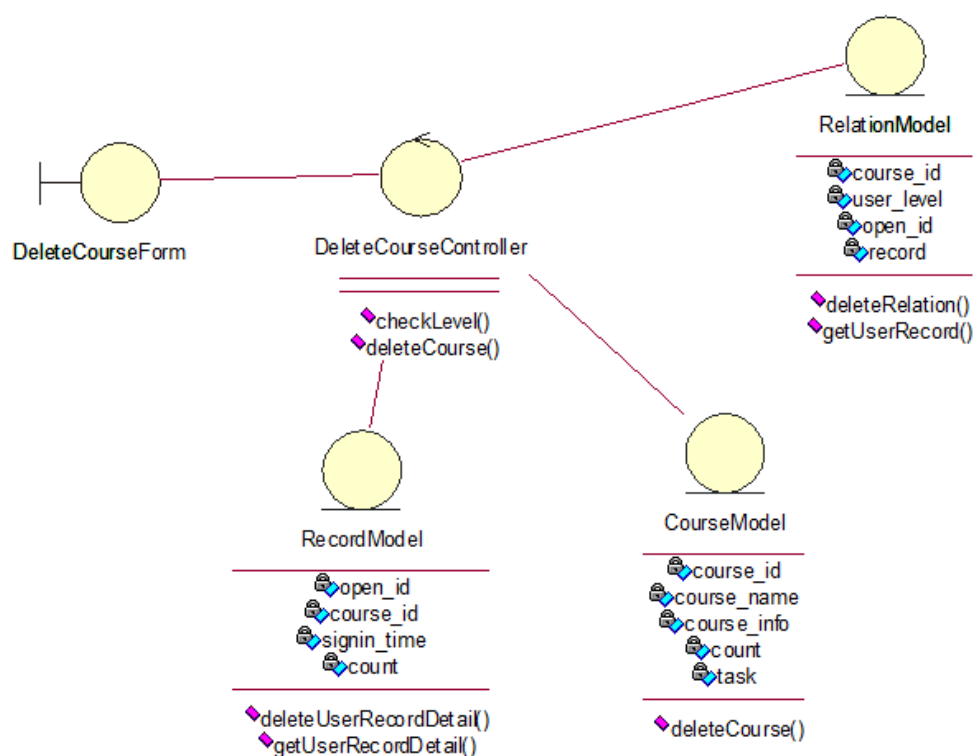 RelationModel
course_id
user_level
open_id
record
deleteRelation()
getUserRecord()
DeleteCourseForm
DeleteCourseController
checkLevel()
deleteCourse()
RecordModel
open_id
course_id
signin_time
count
deleteUserRecordDetail()
getUserRecordDetail()
CourseModel
course_id
course_name
course_info
count
task
deleteCourse()